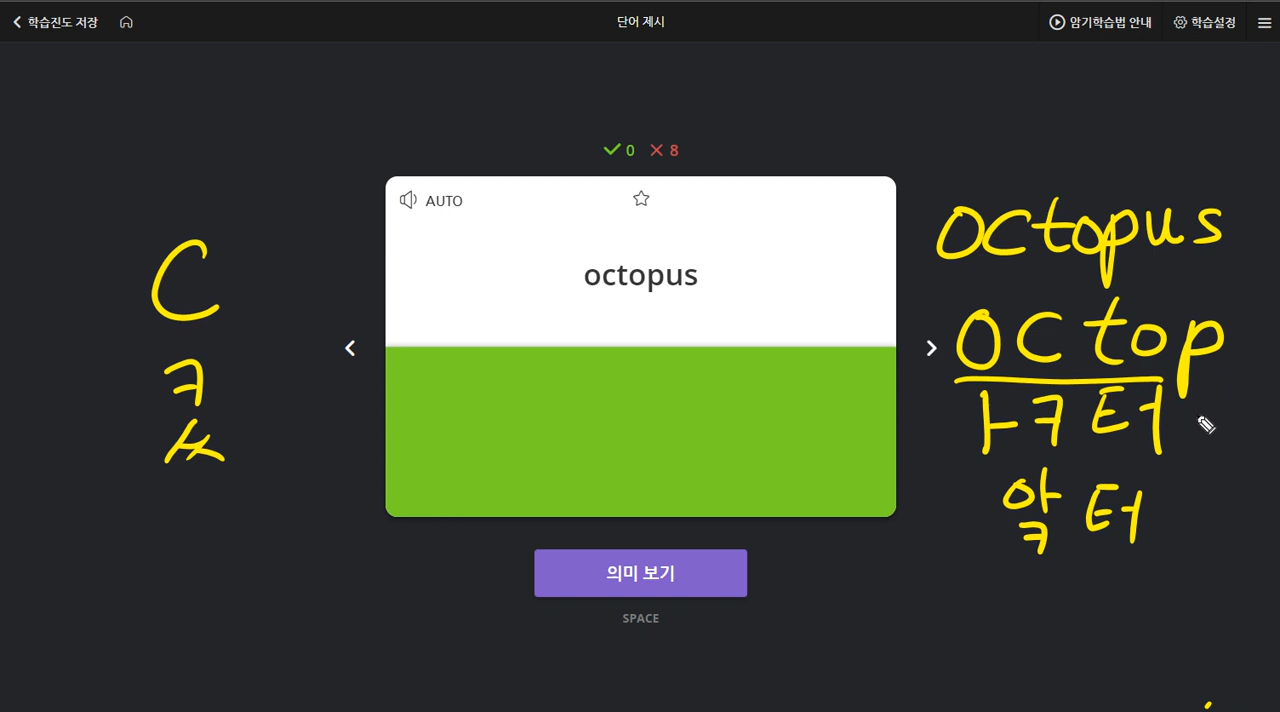 학습진도 저장
단어 제시
암기학습법 안내
학습설정
0
8
AUTO
octopus
의미 보기
SPACE
C
ㅋ
ㅆ
octopus
octop
ㅏㅋ터
앜터